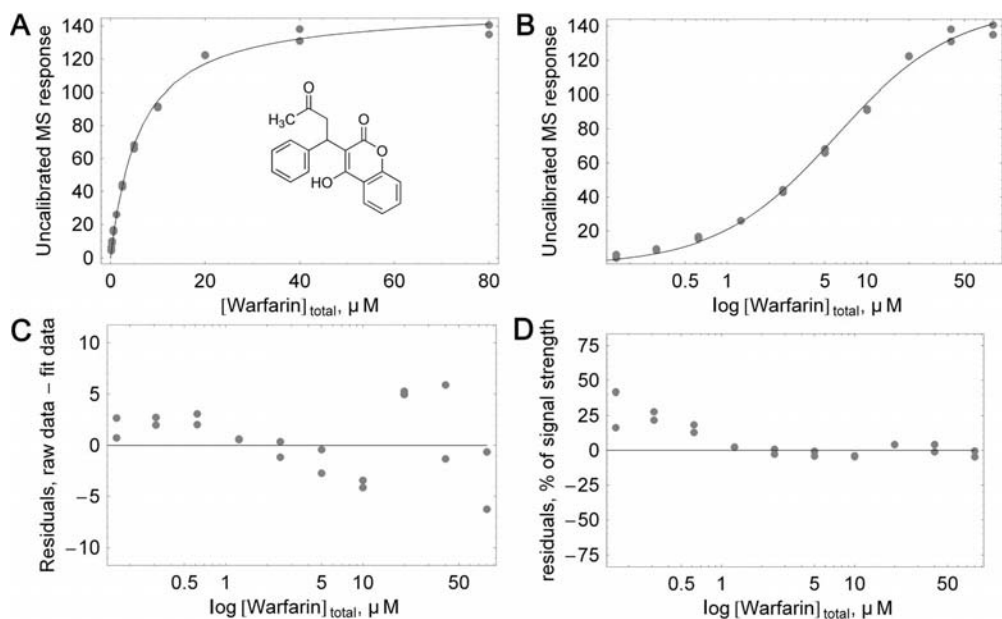 A
Uncalibrated MS response
140
120
100
80
60
40
20
0
O
H₃C
O
O
HO
0
20
40
60
80
[Warfarin]total, µM
B
Uncalibrated MS response
140
120
100
80
60
40
20
0.5
1
5
10
50
log [Warfarin]total, µM
C
Residuals, raw data – fit data
10
5
0
−5
−10
0.5
1
5
10
50
log [Warfarin]total, µM
D
residuals, % of signal strength
75
50
25
0
−25
−50
−75
0.5
1
5
10
50
log [Warfarin]total, µM